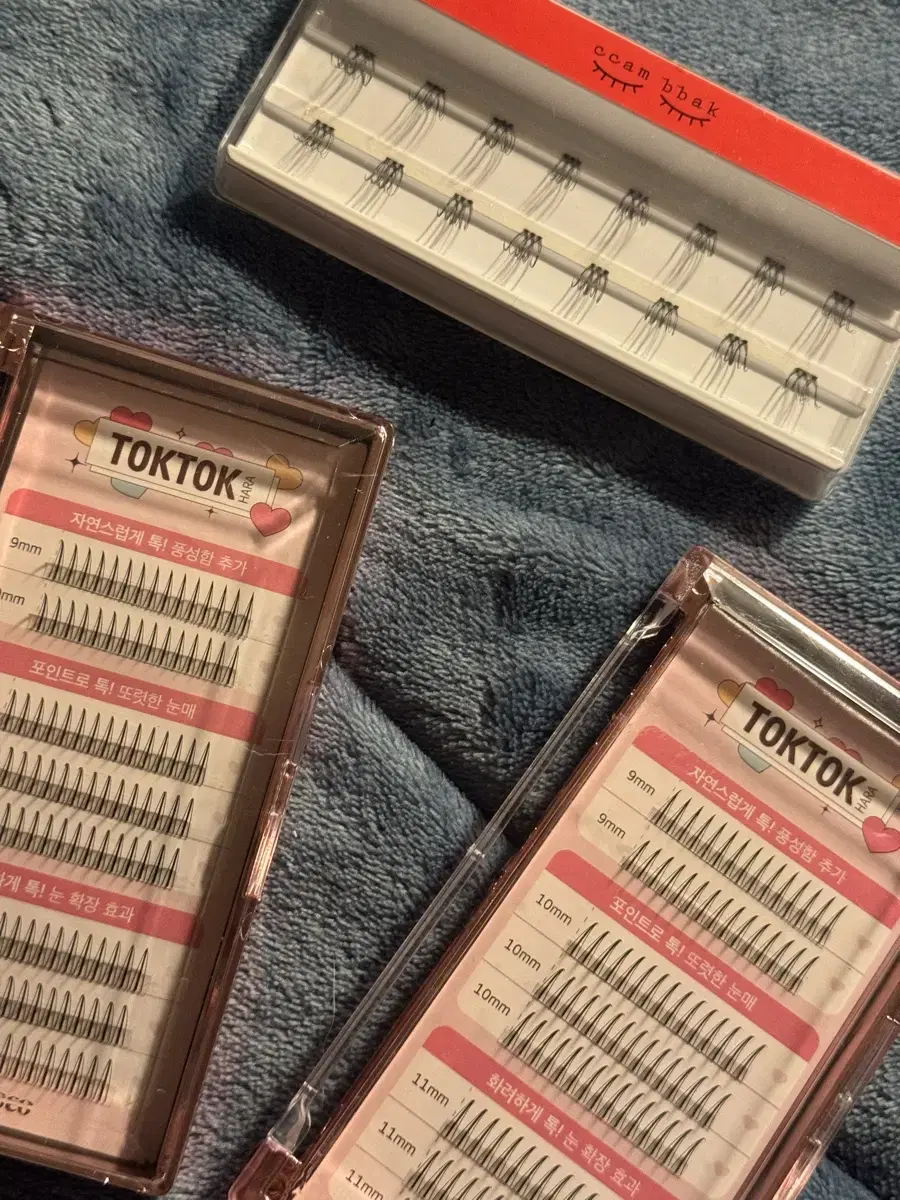 ccam bbak
TOKTOK
HARA
자연스럽게 톡! 풍성함 추가
9mm
포인트로 톡! 또렷한 눈매
게 톡! 눈 확장 효과
TOKTOK
HARA
자연스럽게 톡! 풍성함 추가
9mm
9mm
포인트로 톡! 또렷한 눈매
10mm
10mm
10mm
화려하게 톡! 눈 확장 효과
11mm
11mm
11mm